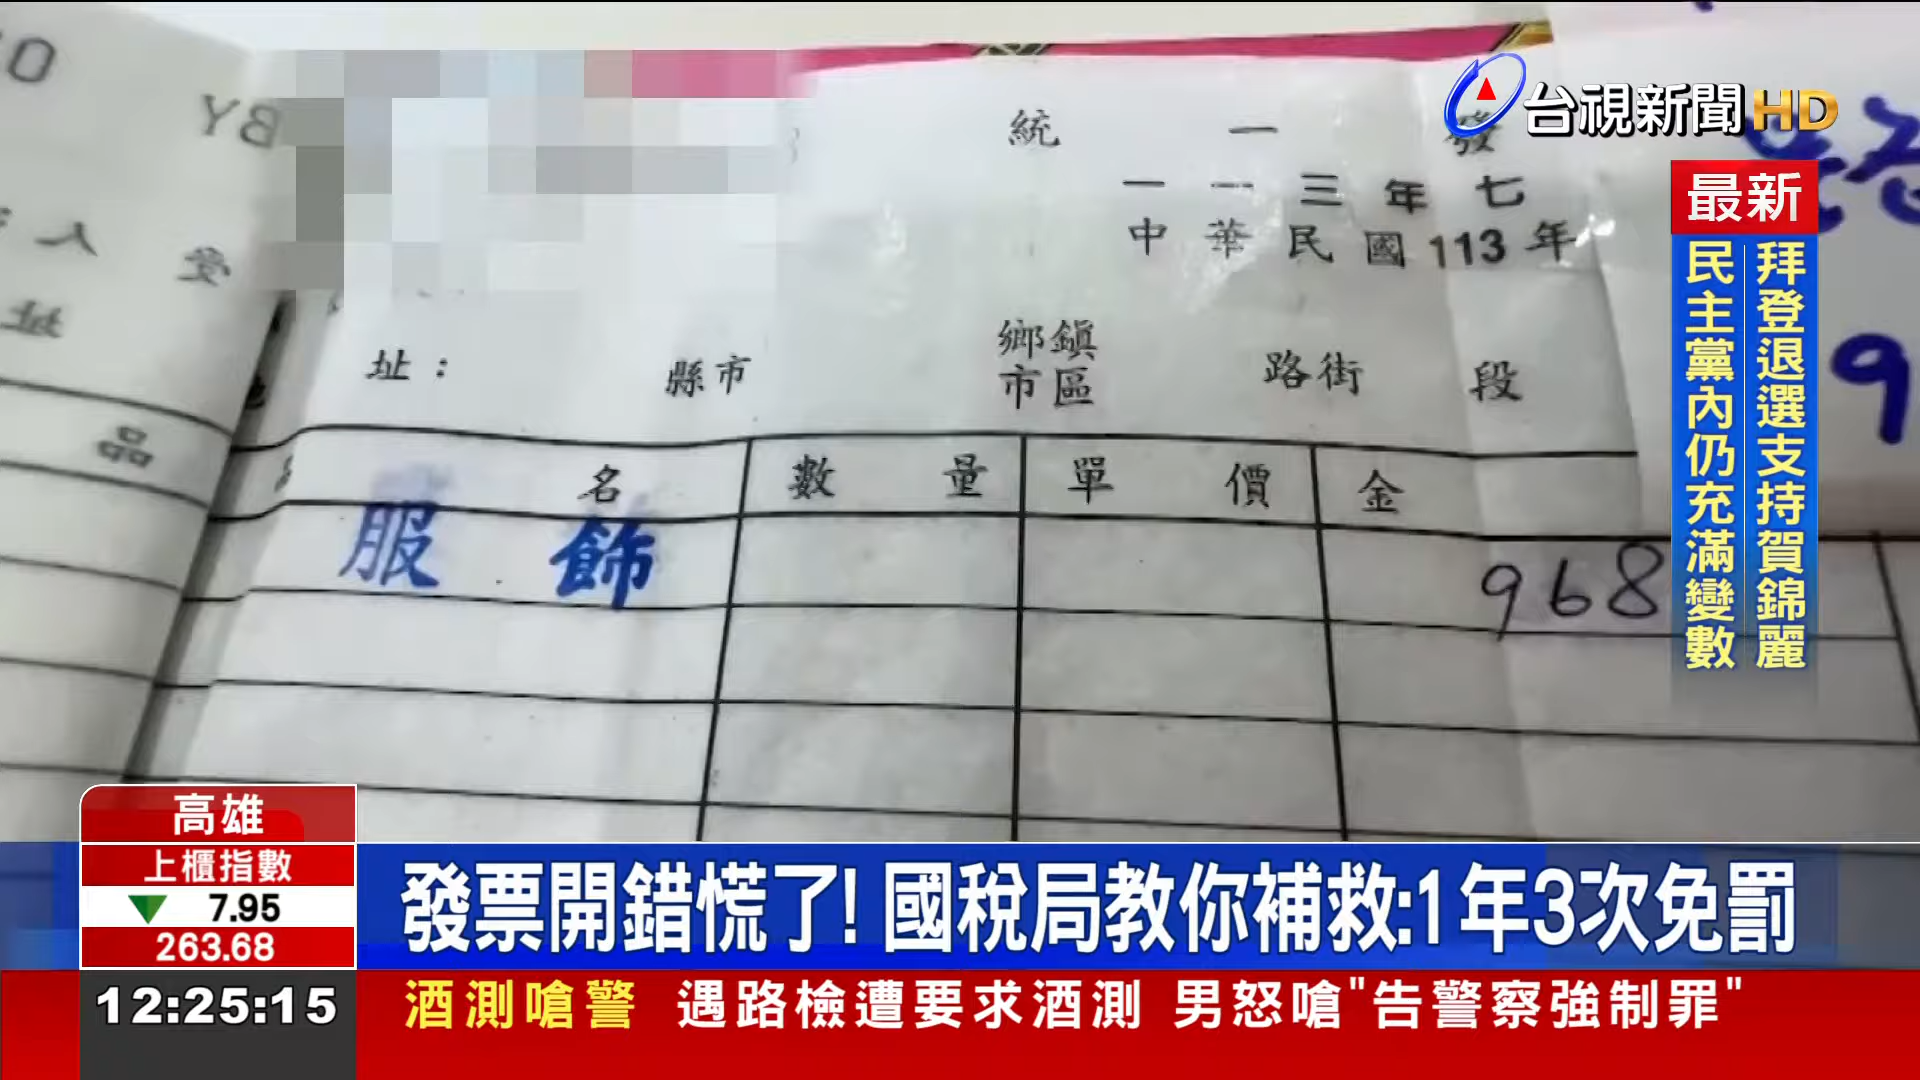 台視新聞HD
最新
拜登退選支持賀錦麗
民主黨內仍充滿變數
BY
受
人
址
品
統一發
一一三年七
中華民國113年
址：
縣市
鄉鎮
市區
路街
段
名
數量
單價
金
服飾
968
9
高雄
上櫃指數
7.95
263.68
12:25:15
發票開錯慌了!國稅局教你補救:1年3次免罰
酒測嗆警 遇路檢遭要求酒測 男怒嗆"告警察強制罪"